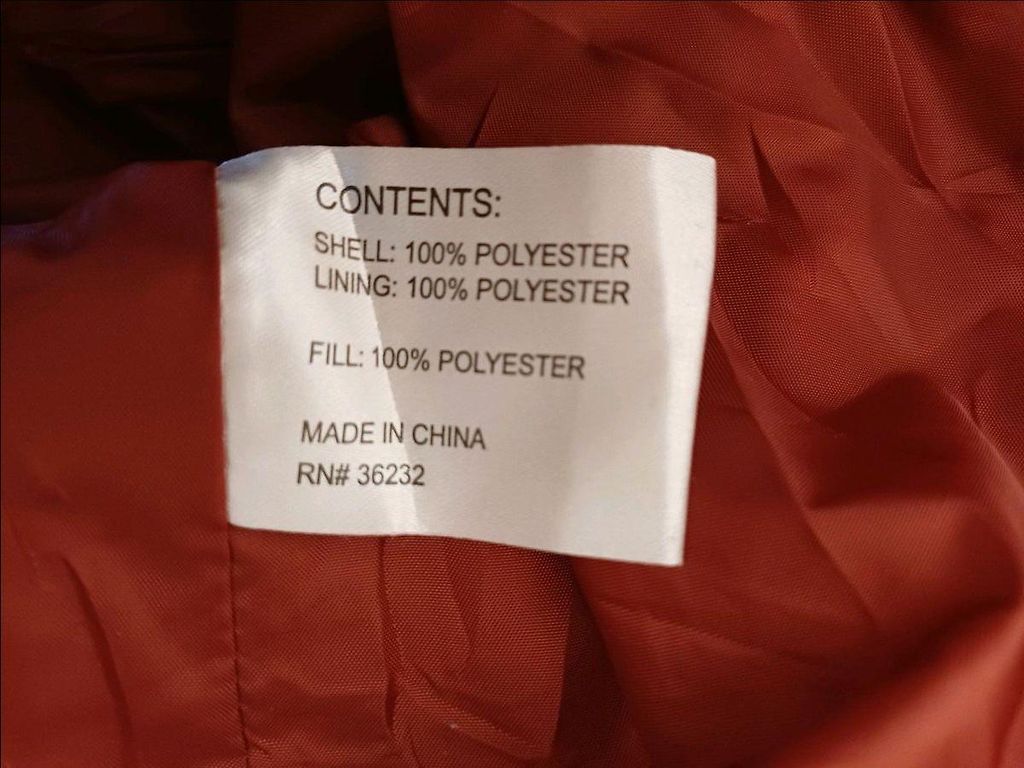 CONTENTS:
SHELL: 100% POLYESTER
LINING: 100% POLYESTER
FILL: 100% POLYESTER
MADE IN CHINA
RN# 36232